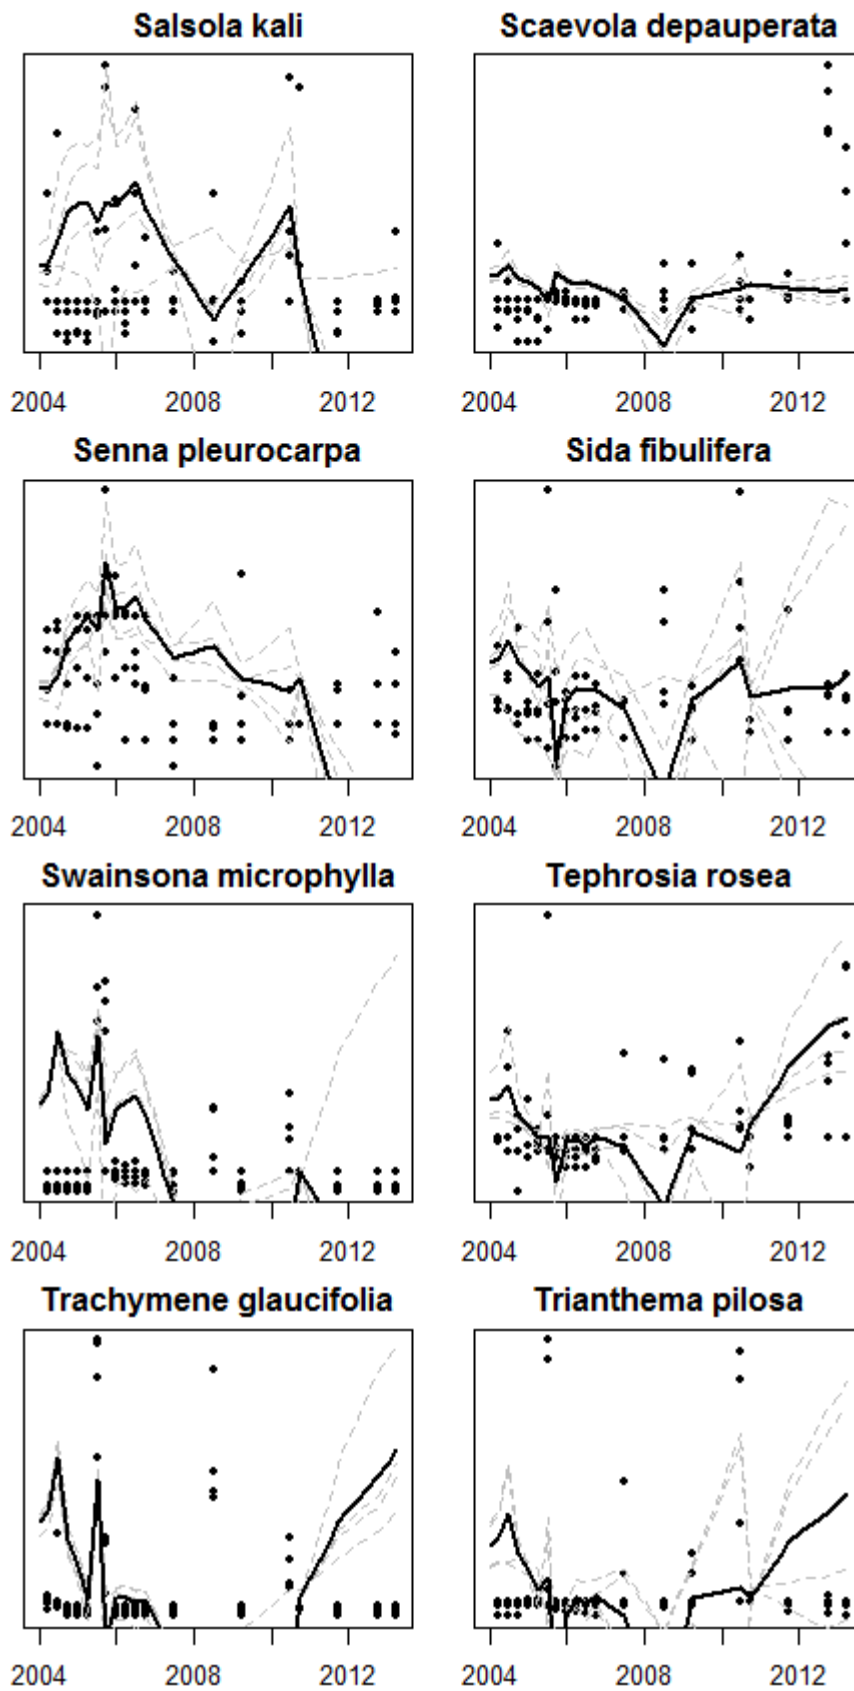 Salsola kali
Scaevola depauperata
2004 2008 2012
2004 2008 2012
Senna pleurocarpa
Sida fibulifera
2004 2008 2012
2004 2008 2012
Swainsona microphylla
Tephrosia rosea
2004 2008 2012
2004 2008 2012
Trachymene glaucifolia
Trianthema pilosa
2004 2008 2012
2004 2008 2012